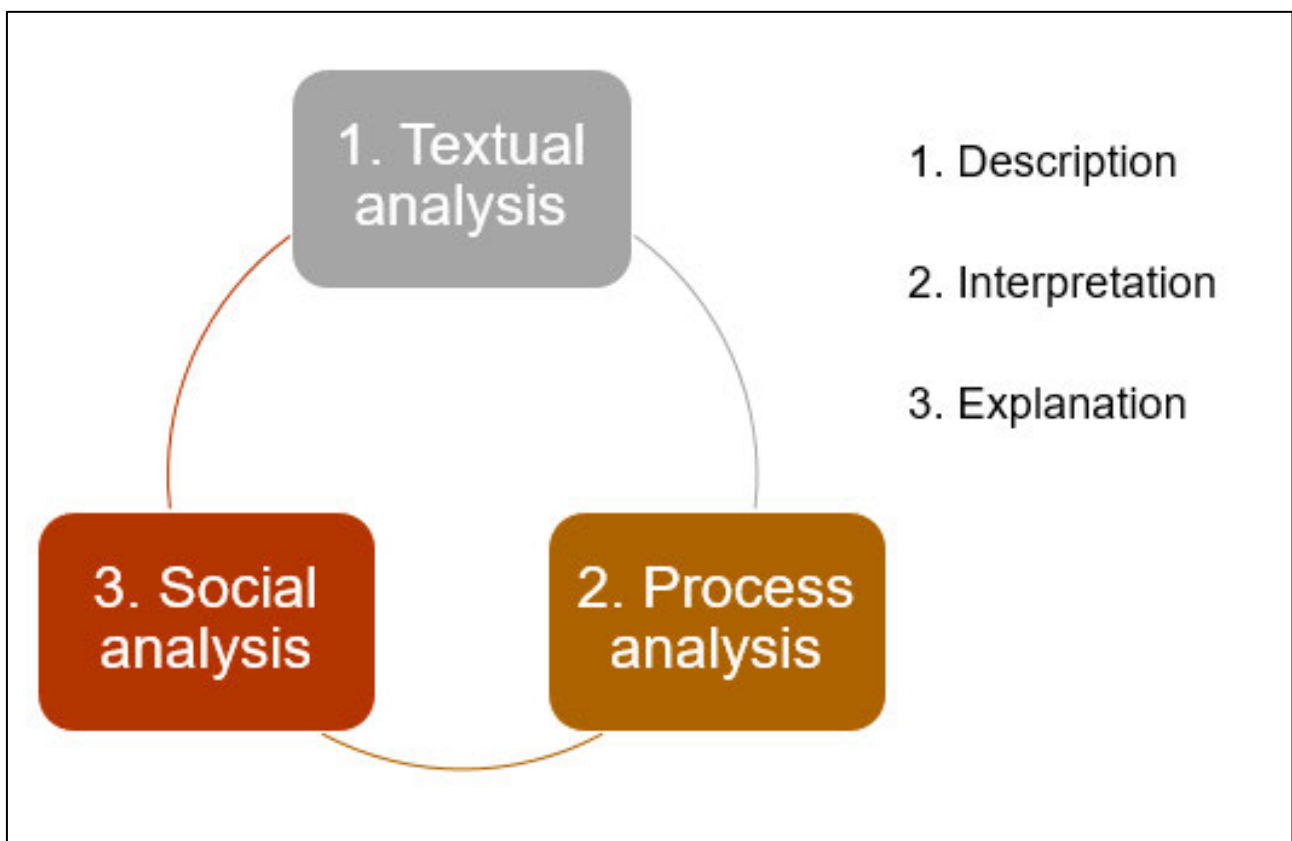 1. Textual
analysis
1. Description
2. Interpretation
3. Explanation
3. Social
analysis
2. Process
analysis